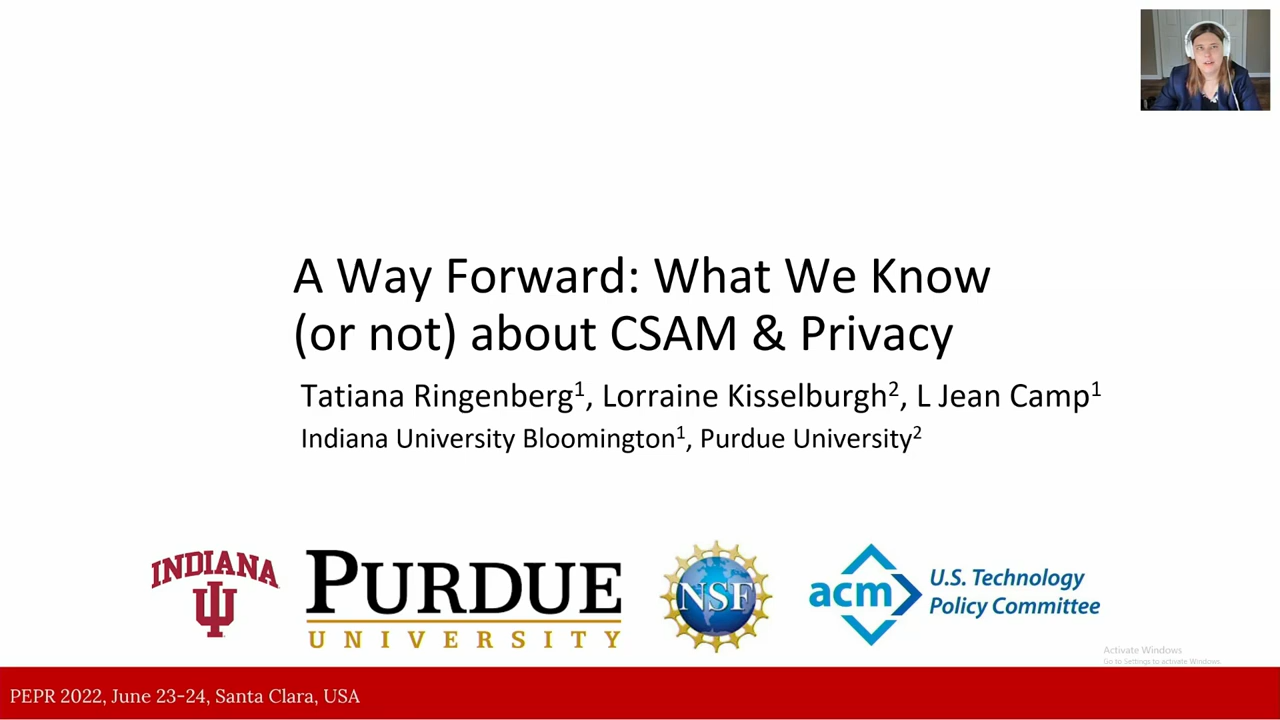 A Way Forward: What We Know
(or not) about CSAM & Privacy
Tatiana Ringenberg¹, Lorraine Kisselburgh², L Jean Camp¹
Indiana University Bloomington¹, Purdue University²
INDIANA
IU
PURDUE
UNIVERSITY
NSF
acm
U.S. Technology
Policy Committee
Activate Windows
Go to Settings to activate Windows.
PEPR 2022, June 23-24, Santa Clara, USA